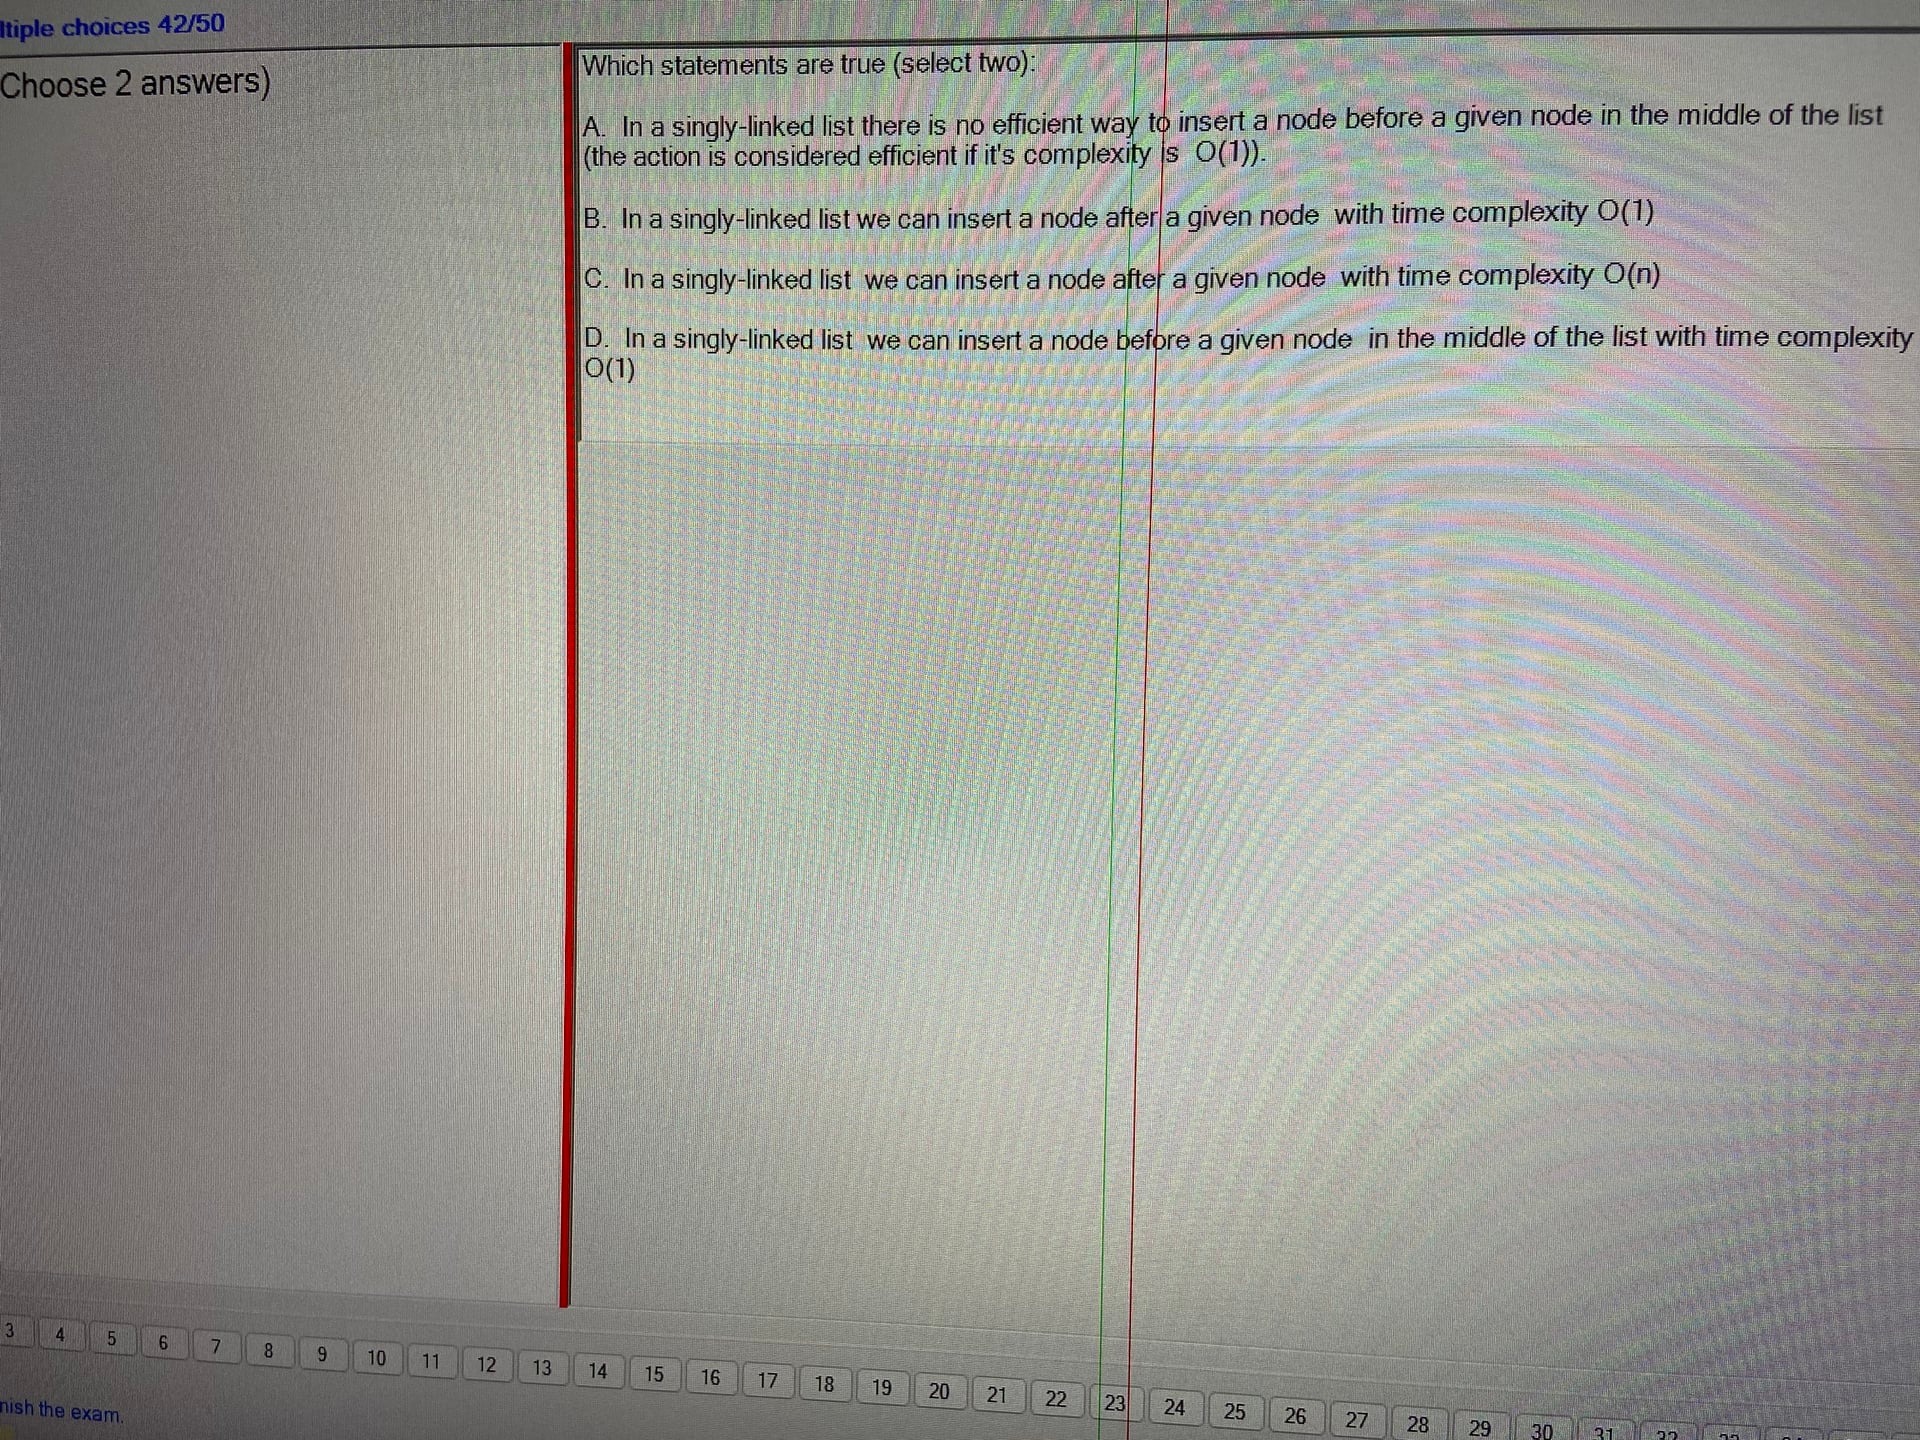 ltiple choices 42/50
Choose 2 answers)
Which statements are true (select two):
A. In a singly-linked list there is no efficient way to insert a node before a given node in the middle of the list
(the action is considered efficient if it's complexity is O(1)).
B. In a singly-linked list we can insert a node after a given node with time complexity O(1)
C. In a singly-linked list we can insert a node after a given node with time complexity O(n)
D. In a singly-linked list we can insert a node before a given node in the middle of the list with time complexity
O(1)
3 4 5 6 7 8 9 10 11 12 13 14 15 16 17 18 19 20 21 22 23 24 25 26 27 28 29 30 31
nish the exam.